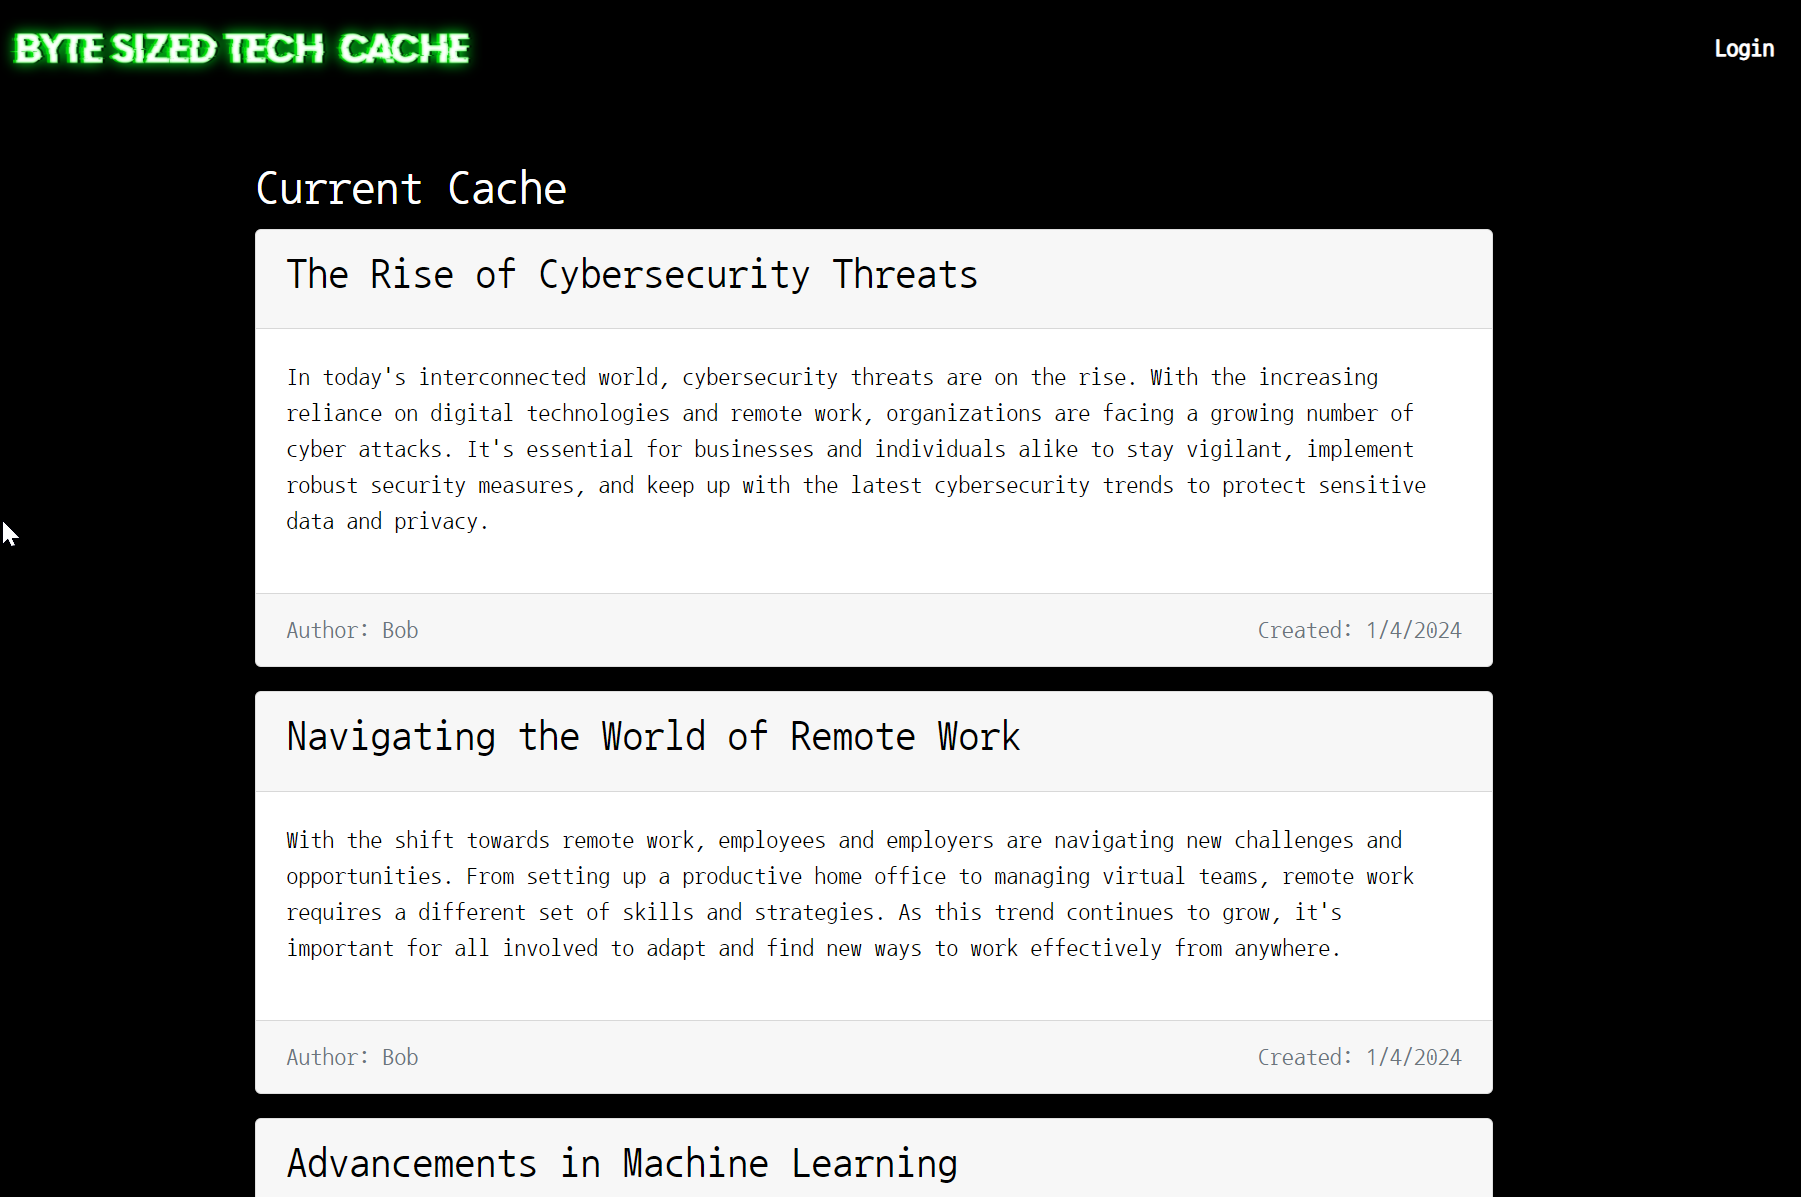 BYTE SIZED TECH CACHE
Login
Current Cache
The Rise of Cybersecurity Threats
In today's interconnected world, cybersecurity threats are on the rise. With the increasing
reliance on digital technologies and remote work, organizations are facing a growing number of
cyber attacks. It's essential for businesses and individuals alike to stay vigilant, implement
robust security measures, and keep up with the latest cybersecurity trends to protect sensitive
data and privacy.
Author: Bob
Created: 1/4/2024
Navigating the World of Remote Work
With the shift towards remote work, employees and employers are navigating new challenges and
opportunities. From setting up a productive home office to managing virtual teams, remote work
requires a different set of skills and strategies. As this trend continues to grow, it's
important for all involved to adapt and find new ways to work effectively from anywhere.
Author: Bob
Created: 1/4/2024
Advancements in Machine Learning